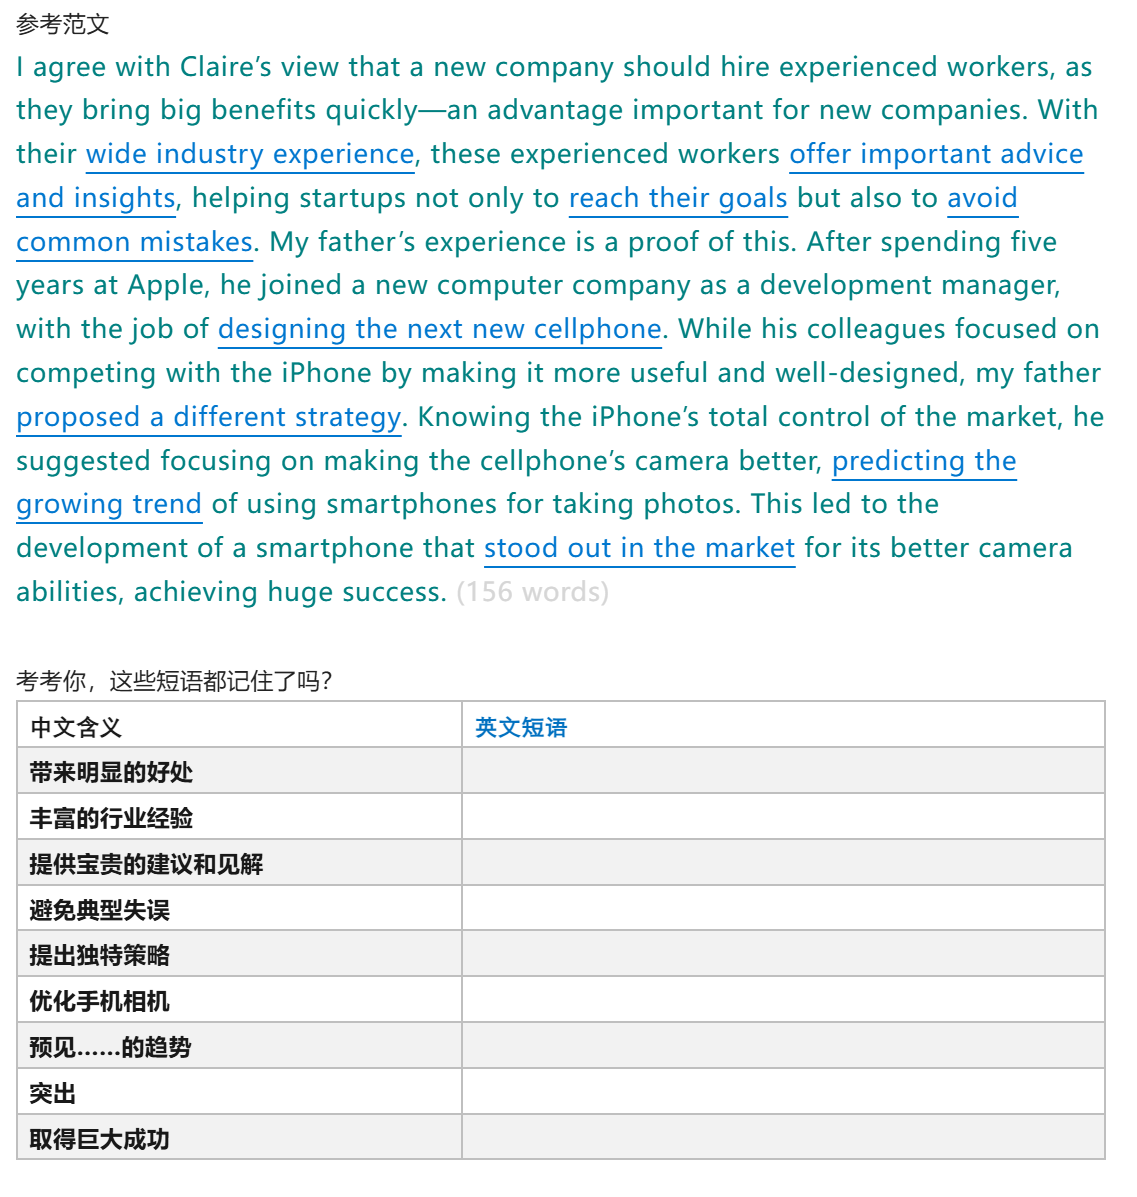 参考范文
I agree with Claire’s view that a new company should hire experienced workers, as
they bring big benefits quickly—an advantage important for new companies. With
their wide industry experience, these experienced workers offer important advice
and insights, helping startups not only to reach their goals but also to avoid
common mistakes. My father’s experience is a proof of this. After spending five
years at Apple, he joined a new computer company as a development manager,
with the job of designing the next new cellphone. While his colleagues focused on
competing with the iPhone by making it more useful and well-designed, my father
proposed a different strategy. Knowing the iPhone’s total control of the market, he
suggested focusing on making the cellphone’s camera better, predicting the
growing trend of using smartphones for taking photos. This led to the
development of a smartphone that stood out in the market for its better camera
abilities, achieving huge success. (156 words)
考考你，这些短语都记住了吗？
中文含义 英文短语
带来明显的好处
丰富的行业经验
提供宝贵的建议和见解
避免典型失误
提出独特策略
优化手机相机
预见……的趋势
突出
取得巨大成功